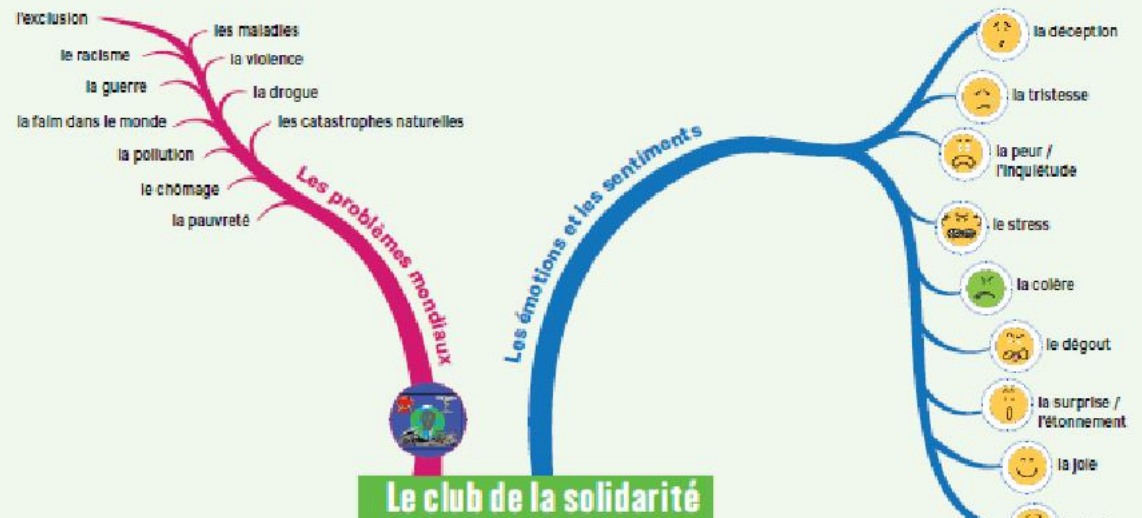 l'exclusion
les maladies
le racisme
la violence
la guerre
la drogue
la faim dans le monde
les catastrophes naturelles
la pollution
le chômage
la pauvreté
Les problèmes mondiaux
Les émotions et les sentiments
la déception
la tristesse
la peur /
l'inquiétude
le stress
la colère
le dégout
la surprise /
l'étonnement
la joie
Le club de la solidarité